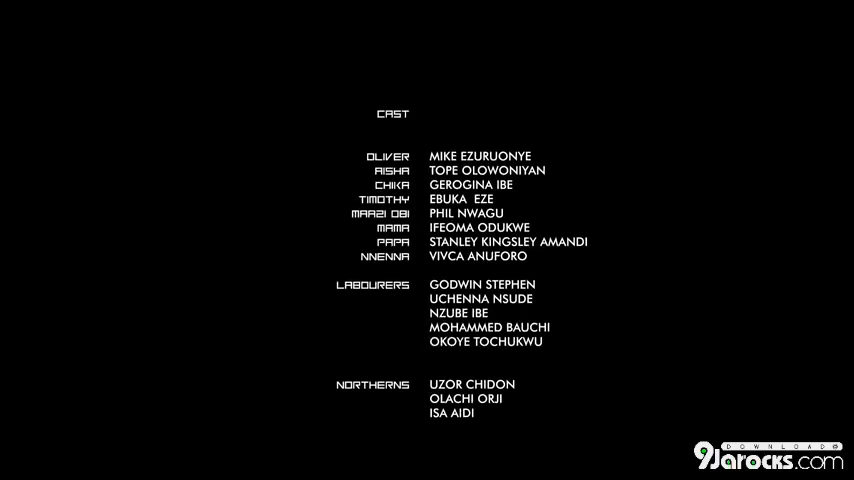 CAST
OLIVER MIKE EZURUONYE
AISHA TOPE OLOWONIYAN
CHIKA GEROGINA IBE
TIMOTHY EBUKA EZE
MAAZI OBI PHIL NWAGU
MAMA IFEOMA ODUKWE
PAPA STANLEY KINGSLEY AMANDI
NNENNA VIVCA ANUFORO
LABOURERS GODWIN STEPHEN
UCHENNA NSUDE
NZUBE IBE
MOHAMMED BAUCHI
OKOYE TOCHUKWU
NORTHERNS UZOR CHIDON
OLACHI ORJI
ISA AIDI
DOWNLOAD@
9Jarocks.com